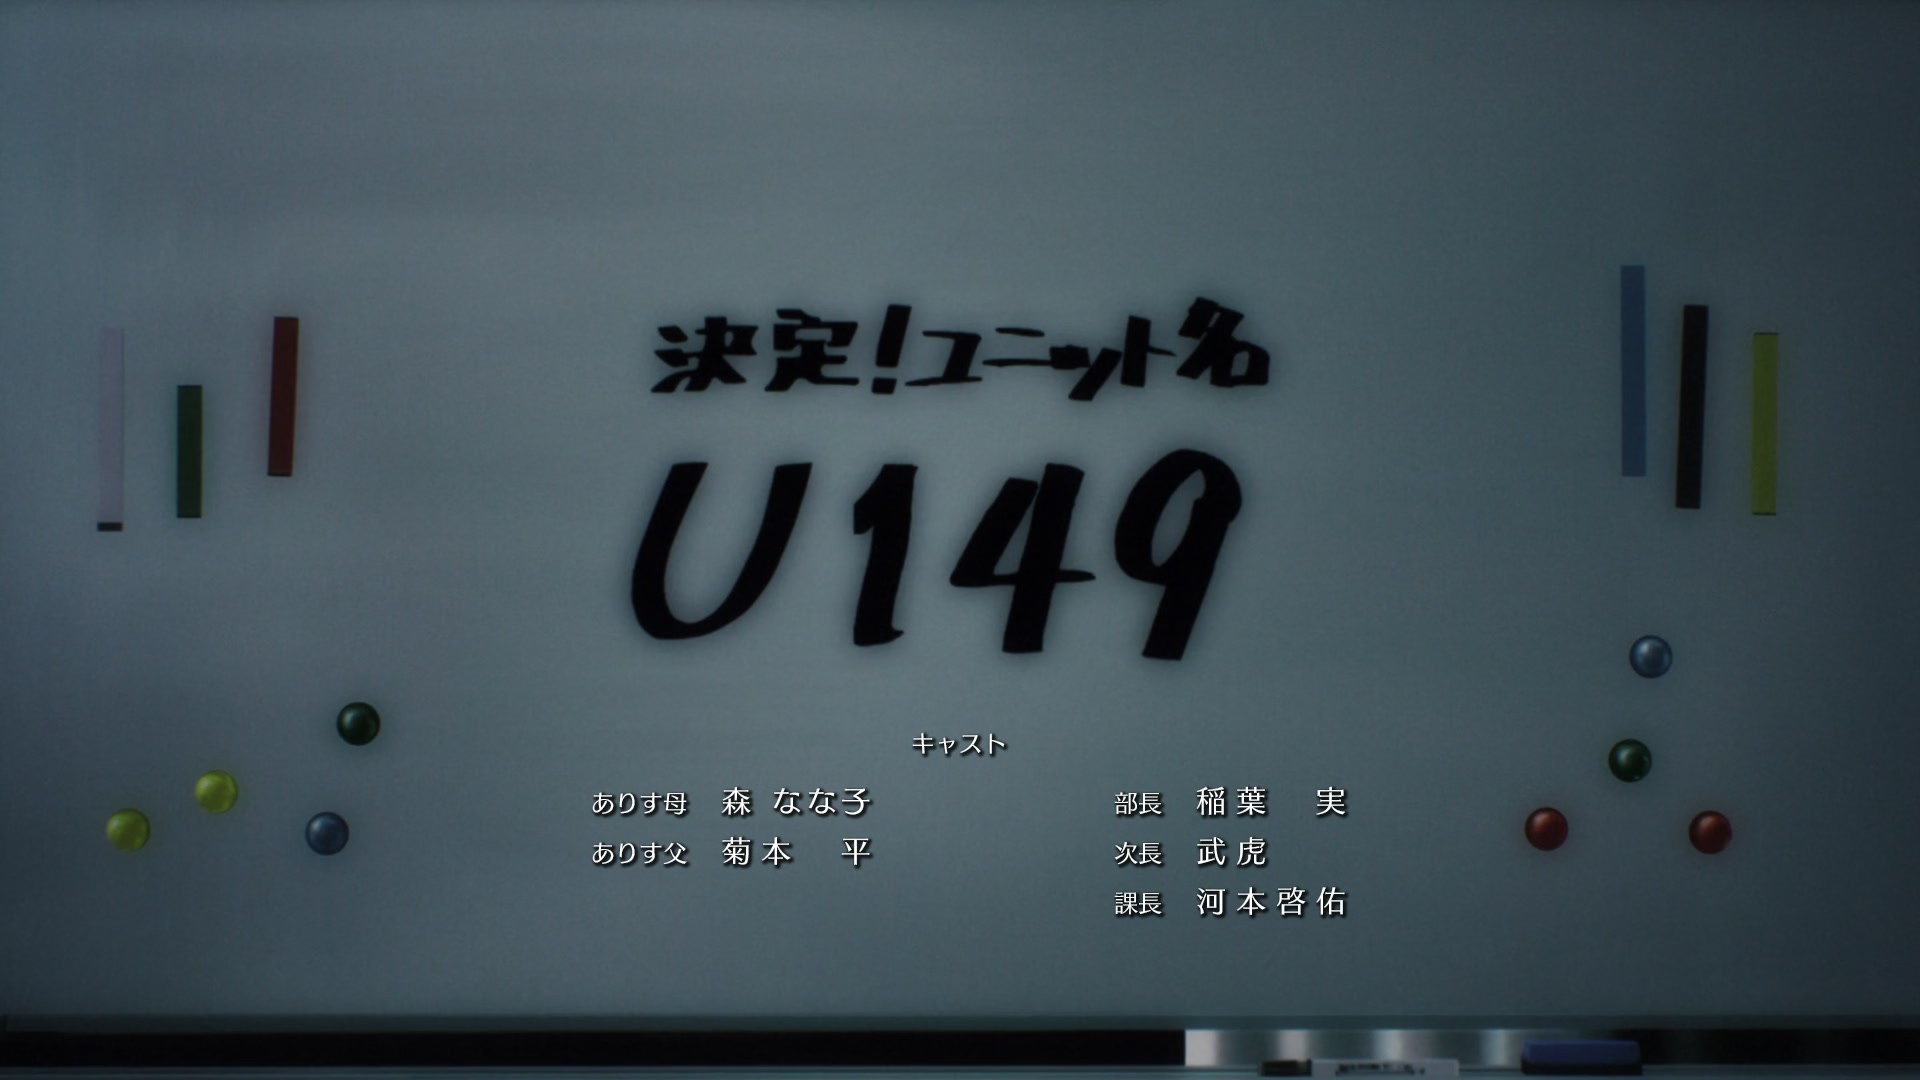 決定!ユニット名
U149
キャスト
ありす母 森 なな子
ありす父 菊本 平
部長 稲葉 実
次長 武虎
課長 河本啓佑